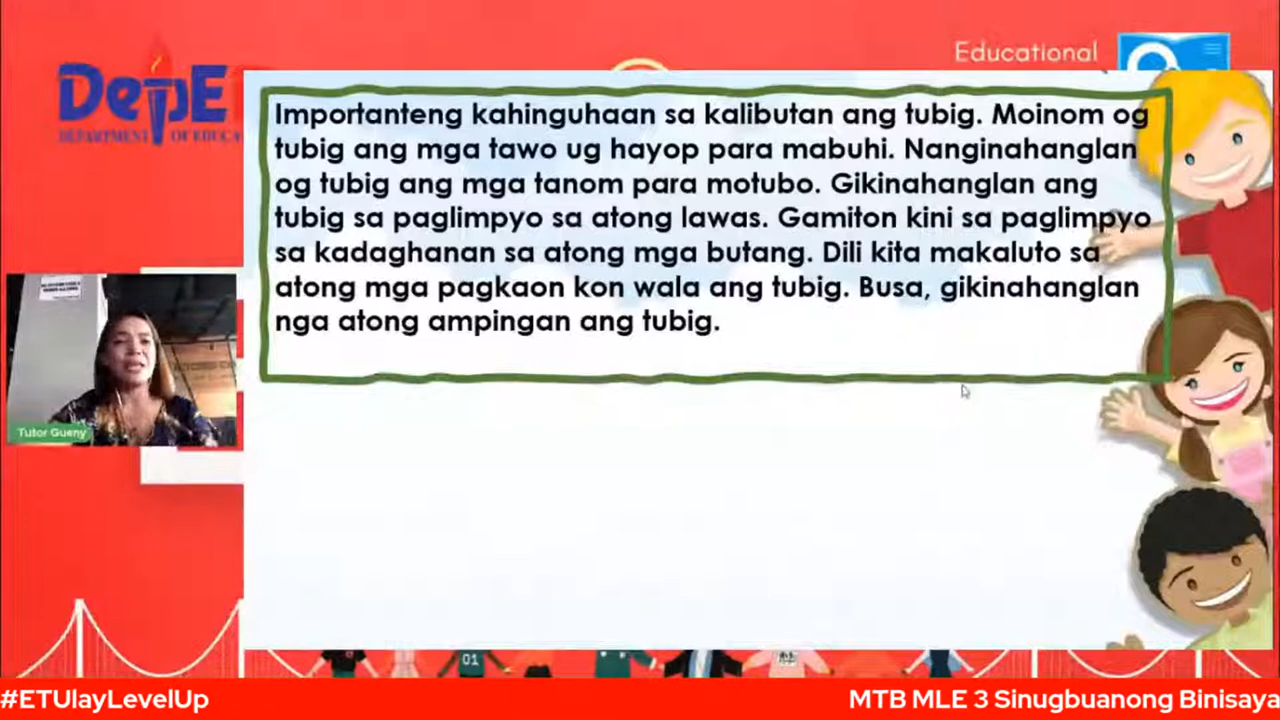 DepE
DEPARTMENT OF EDUCA
Educational
Importanteng kahinguhaan sa kalibutan ang tubig. Moinom og
tubig ang mga tawo ug hayop para mabuhi. Nanginahanglan
og tubig ang mga tanom para motubo. Gikinahanglan ang
tubig sa paglimpyo sa atong lawas. Gamiton kini sa paglimpyo
sa kadaghanan sa atong mga butang. Dili kita makaluto sa
atong mga pagkaon kon wala ang tubig. Busa, gikinahanglan
nga atong ampingan ang tubig.
Tutor Gueny
01
#ETUlayLevelUp
MTB MLE 3 Sinugbuanong Binisaya